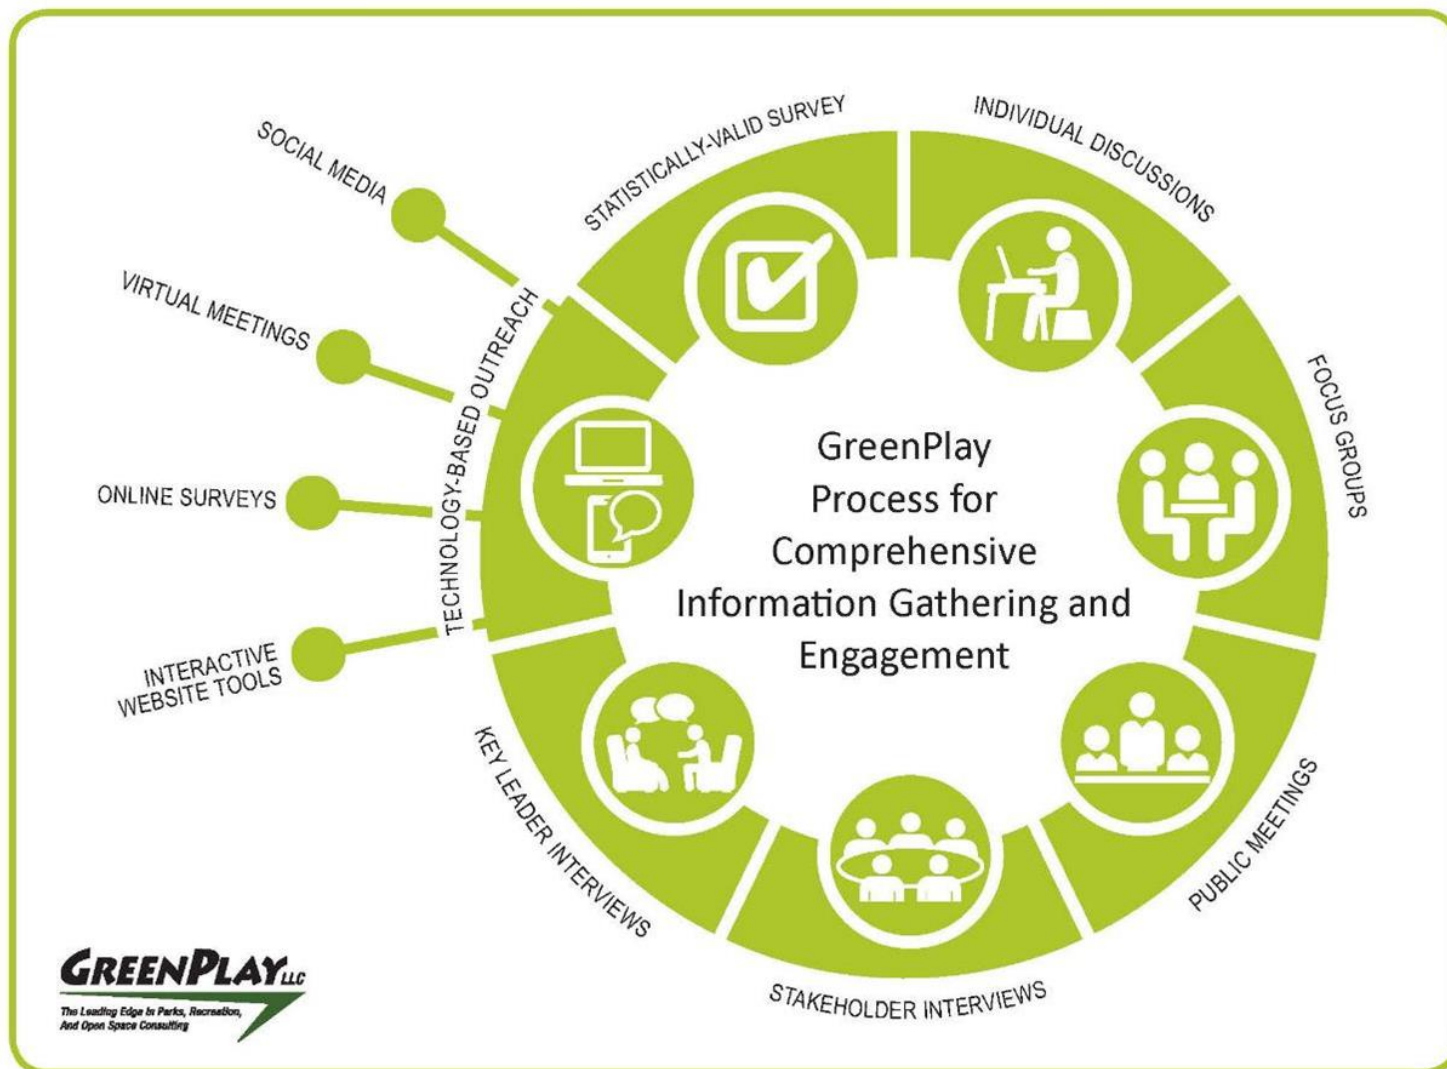 STATISTICALLY-VALID SURVEY
INDIVIDUAL DISCUSSIONS
SOCIAL MEDIA
VIRTUAL MEETINGS
ONLINE SURVEYS
INTERACTIVE
WEBSITE TOOLS
TECHNOLOGY-BASED OUTREACH
FOCUS GROUPS
GreenPlay
Process for
Comprehensive
Information Gathering and
Engagement
KEY LEADER INTERVIEWS
PUBLIC MEETINGS
STAKEHOLDER INTERVIEWS
GREENPLAY LLC
The Leading Edge In Parks, Recreation,
And Open Space Consulting